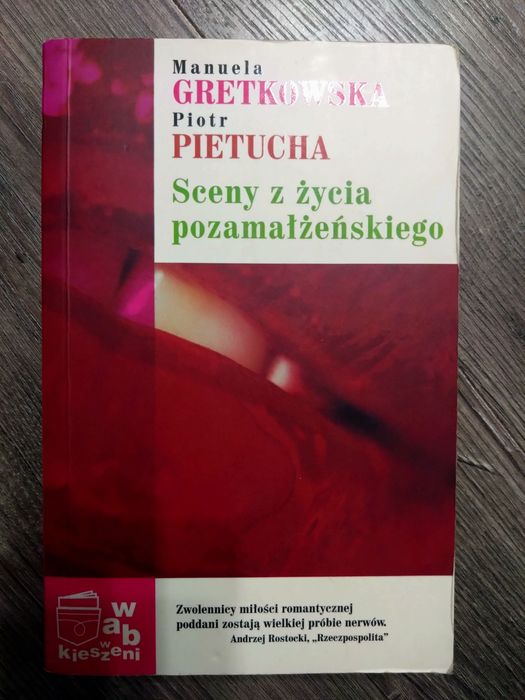 Manuela
GRETKOWSKA
Piotr
PIETUCHA
Sceny z życia
pozamałżeńskiego
Zwolennicy miłości romantycznej
poddani zostają wielkiej próbie nerwów.
Andrzej Rostocki, „Rzeczpospolita”
w
a b
w
kieszeni